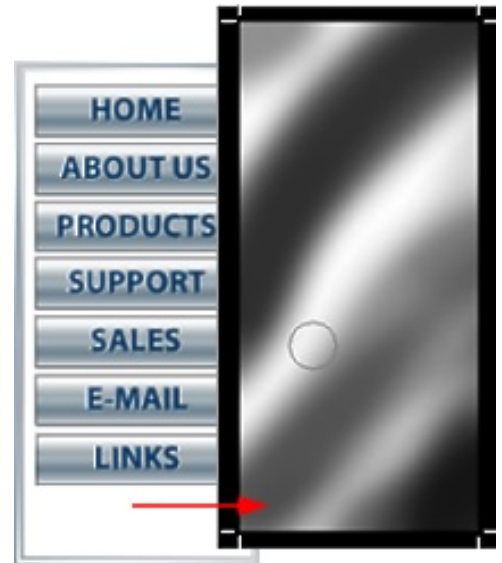 HOME
ABOUT US
PRODUCTS
SUPPORT
SALES
E-MAIL
LINKS